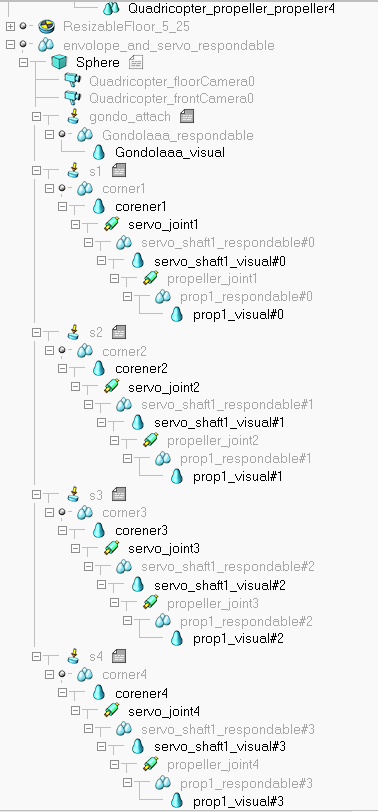 Quadricopter_propeller_propeller4
ResizableFloor_5_25
envolope_and_servo_respondable
Sphere
Quadricopter_floorCamera0
Quadricopter_frontCamera0
gondo_attach
Gondolaaa_respondable
Gondolaaa_visual
s1
corner1
corener1
servo_joint1
servo_shaft1_respondable#0
servo_shaft1_visual#0
propeller_joint1
prop1_respondable#0
prop1_visual#0
s2
corner2
corener2
servo_joint2
servo_shaft1_respondable#1
servo_shaft1_visual#1
propeller_joint2
prop1_respondable#1
prop1_visual#1
s3
corner3
corener3
servo_joint3
servo_shaft1_respondable#2
servo_shaft1_visual#2
propeller_joint3
prop1_respondable#2
prop1_visual#2
s4
corner4
corener4
servo_joint4
servo_shaft1_respondable#3
servo_shaft1_visual#3
propeller_joint4
prop1_respondable#3
prop1_visual#3